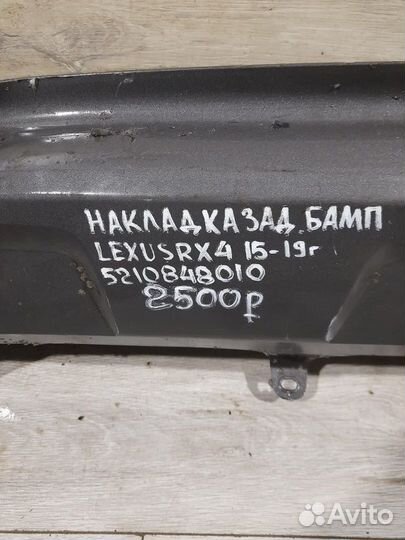 НАКЛАДКА ЗАД. БАМП
LEXUS RX4 15-19г
5210848010
2500р
Avito